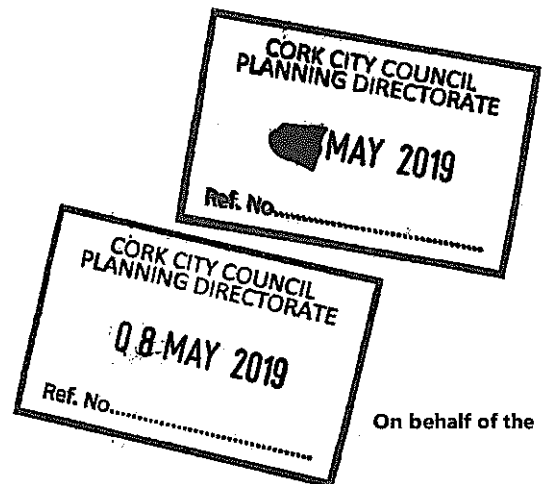 CORK CITY COUNCIL
PLANNING DIRECTORATE
MAY 2019
Ref. No..............................
CORK CITY COUNCIL
PLANNING DIRECTORATE
08 MAY 2019
Ref. No..............................
On behalf of the